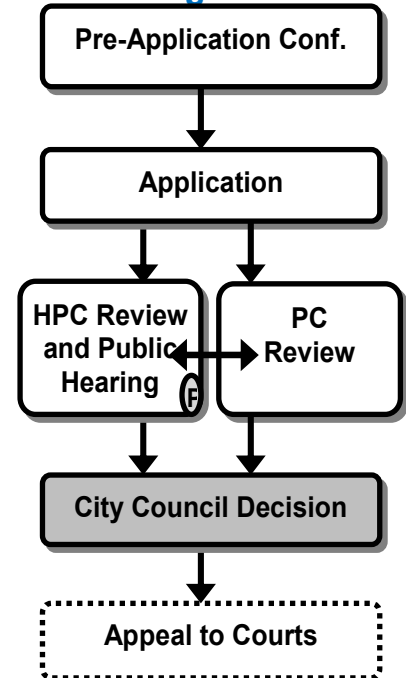 Pre-Application Conf.
Application
HPC Review
and Public
Hearing
PC
Review
City Council Decision
Appeal to Courts